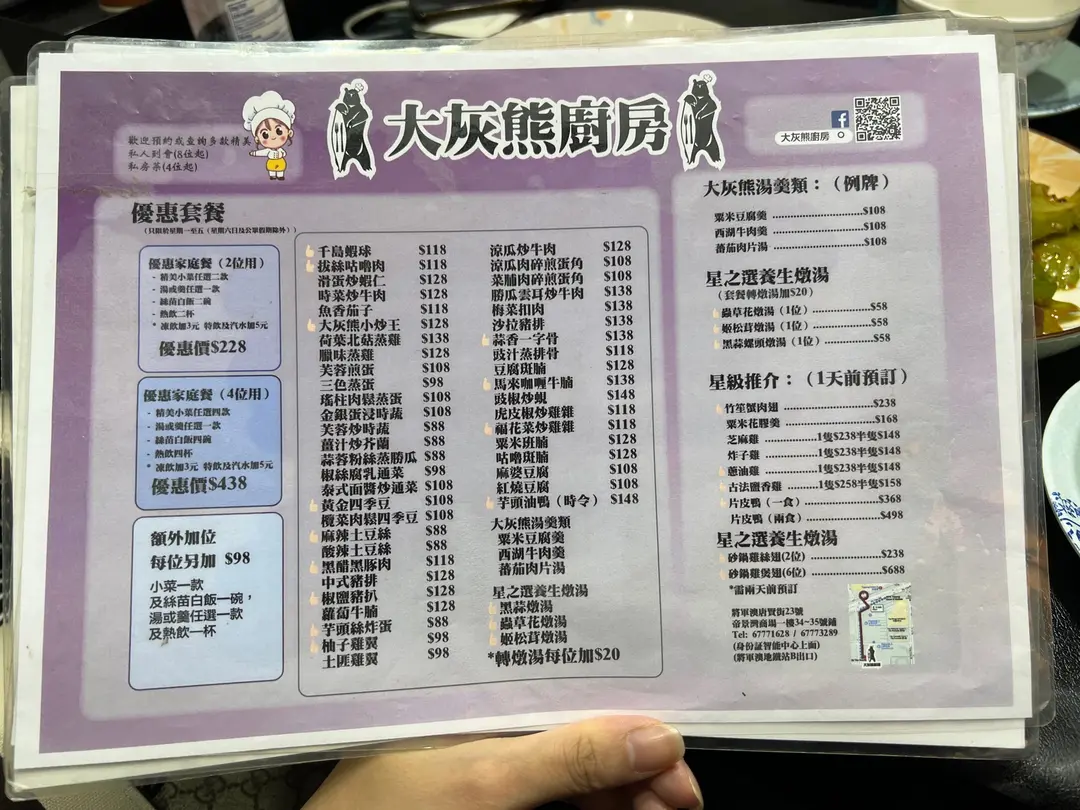 大灰熊廚房
歡迎預約或查詢多款精美
私人到會(8位起)
私房菜(4位起)
大灰熊廚房
優惠套餐
(只限於星期一至五(星期六日及公眾假期除外))
優惠家庭餐(2位用)
- 精美小菜任選二款
- 湯或羹任選一款
- 絲苗白飯二碗
- 熱飲二杯
* 凍飲加3元 特飲及汽水加5元
優惠價$228
優惠家庭餐(4位用)
- 精美小菜任選四款
- 湯或羹任選一款
- 絲苗白飯四碗
- 熱飲四杯
* 凍飲加3元 特飲及汽水加5元
優惠價$438
額外加位
每位另加 $98
小菜一款
及絲苗白飯一碗，
湯或羹任選一款
及熱飲一杯
千島蝦球 $118
拔絲咕嚕肉 $118
滑蛋炒蝦仁 $128
時菜炒牛肉 $128
魚香茄子 $118
大灰熊小炒王 $128
荷葉北菇蒸雞 $138
臘味蒸雞 $128
芙蓉煎蛋 $108
三色蒸蛋 $98
瑤柱肉鬆蒸蛋 $108
金銀蛋浸時蔬 $108
芙蓉炒時蔬 $88
薑汁炒芥蘭 $88
蒜蓉粉絲蒸勝瓜 $88
椒絲腐乳通菜 $98
泰式面醬炒通菜 $108
黃金四季豆 $108
欖菜肉鬆四季豆 $108
麻辣土豆絲 $88
酸辣土豆絲 $88
黑醋黑豚肉 $118
中式豬排 $128
椒鹽豬扒 $128
蘿蔔牛腩 $128
芋頭絲炸蛋 $88
柚子雞翼 $98
土匪雞翼 $98
涼瓜炒牛肉 $128
涼瓜肉碎煎蛋角 $108
菜脯肉碎煎蛋角 $108
勝瓜雲耳炒牛肉 $138
梅菜扣肉 $138
沙拉豬排 $138
蒜香一字骨 $138
豉汁蒸排骨 $118
豆腐斑腩 $128
馬來咖喱牛腩 $138
豉椒炒蜆 $148
虎皮椒炒雞雜 $118
福花菜炒雞雜 $118
粟米班腩 $128
咕嚕斑腩 $128
麻婆豆腐 $108
紅燒豆腐 $108
芋頭油鴨(時令) $148
大灰熊湯羹類
粟米豆腐羹
西湖牛肉羹
蕃茄肉片湯
星之選養生燉湯
黑蒜燉湯
蟲草花燉湯
姬松茸燉湯
*轉燉湯每位加$20
大灰熊湯羹類：(例牌)
粟米豆腐羹 ........................$108
西湖牛肉羹 ........................$108
蕃茄肉片湯 ........................$108
星之選養生燉湯
(套餐轉燉湯加$20)
蟲草花燉湯(1位) ................$58
姬松茸燉湯(1位) ................$58
黑蒜螺頭燉湯(1位) ..............$58
星級推介：(1天前預訂)
竹笙蟹肉翅 ........................$238
粟米花膠羹 ........................$168
芝麻雞 ................1隻$238半隻$148
炸子雞 ................1隻$238半隻$148
蔥油雞 ................1隻$238半隻$148
古法鹽香雞 ............1隻$258半隻$158
片皮鴨(一食) ....................$368
片皮鴨(兩食) ....................$498
星之選養生燉湯
砂鍋雞絲翅(2位) ..................$238
砂鍋雞煲翅(6位) ..................$688
*需兩天前預訂
將軍澳唐賢街23號
帝景灣商場一樓34~35號鋪
Tel: 67771628 / 67773289
(身份証智能中心上面)
(將軍澳地鐵站B出口)